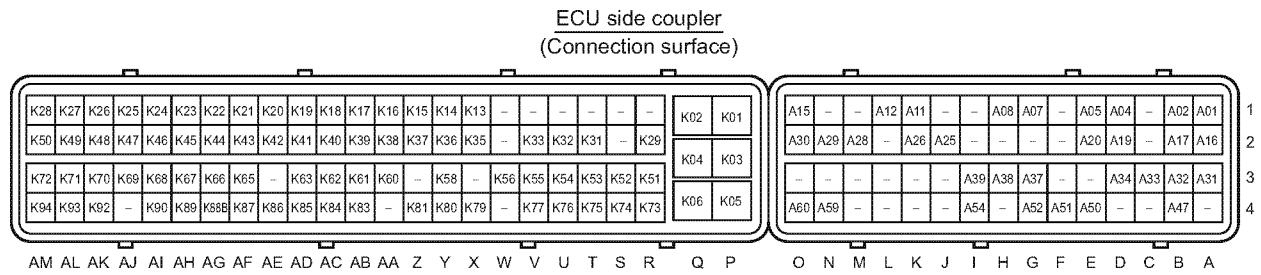 ECU side coupler
(Connection surface)
K28 K27 K26 K25 K24 K23 K22 K21 K20 K19 K18 K17 K16 K15 K14 K13 – – – – – – K02 K01 A15 – – A12 K11 – – A08 A07 – A05 A04 – A02 A01 1
K50 K49 K48 K47 K46 K45 K44 K43 K42 K41 K40 K39 K38 K37 K36 K35 – K33 K32 K31 – K29 A30 A29 A28 – A26 A25 – – – – A20 A19 – A17 A16 2
K04 K03
K72 K71 K70 K69 K68 K67 K66 K65 – K63 K62 K61 K60 – K58 – K56 K55 K54 K53 K52 K51 – – – – – – A39 A38 A37 – – A34 A33 A32 A31 3
K94 K93 K92 – K90 K89 K88B K87 K86 K85 K84 K83 – K81 K80 K79 – K77 K76 K75 K74 K73 K06 K05 A60 A59 – – – – A54 – A52 A51 A50 – – A47 – 4
AM AL AK AJ AI AH AG AF AE AD AC AB AA Z Y X W V U T S R Q P O N M L K J I H G F E D C B A